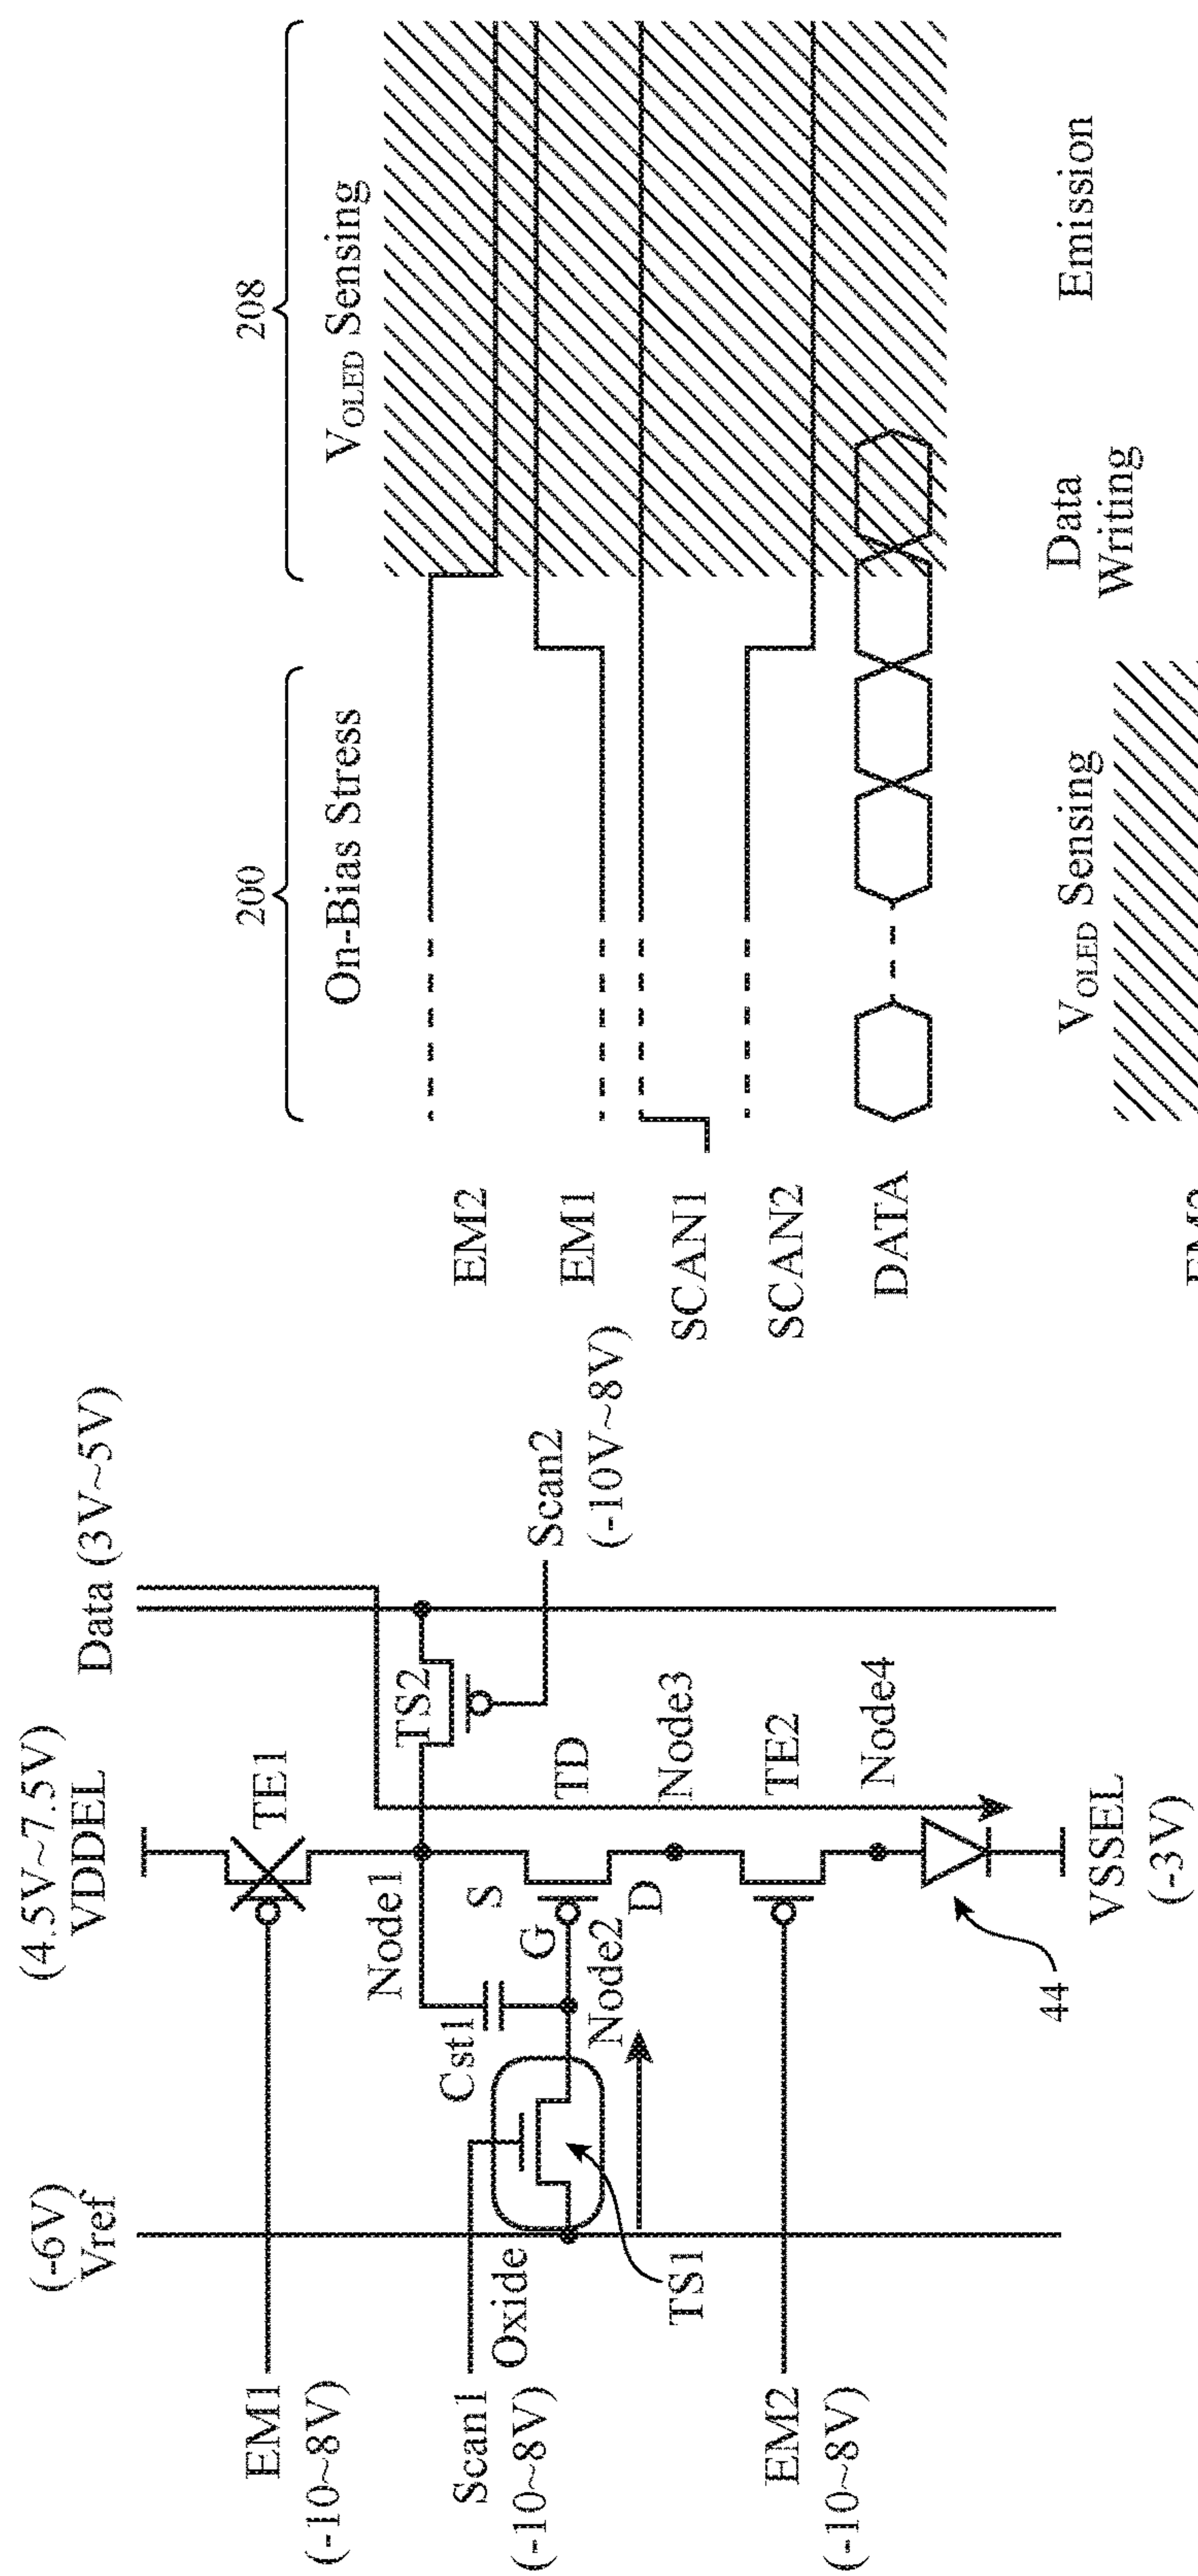 (4.5V~7.5V)
VDDEL
(-6V)
Vref
Data (3V~5V)
EM1
(-10~8V)
TE1
Node1
TS2
Scan2
(-10V~8V)
Cst1
Scan1
(-10~8V)
Oxide
S
G
D
TD
Node2
Node3
TS1
EM2
(-10~8V)
TE2
Node4
44
VSSEL
(-3V)
200
208
On-Bias Stress
VOLED Sensing
EM2
EM1
SCAN1
SCAN2
DATA
Data
Writing
Emission
VOLED Sensing
EM2